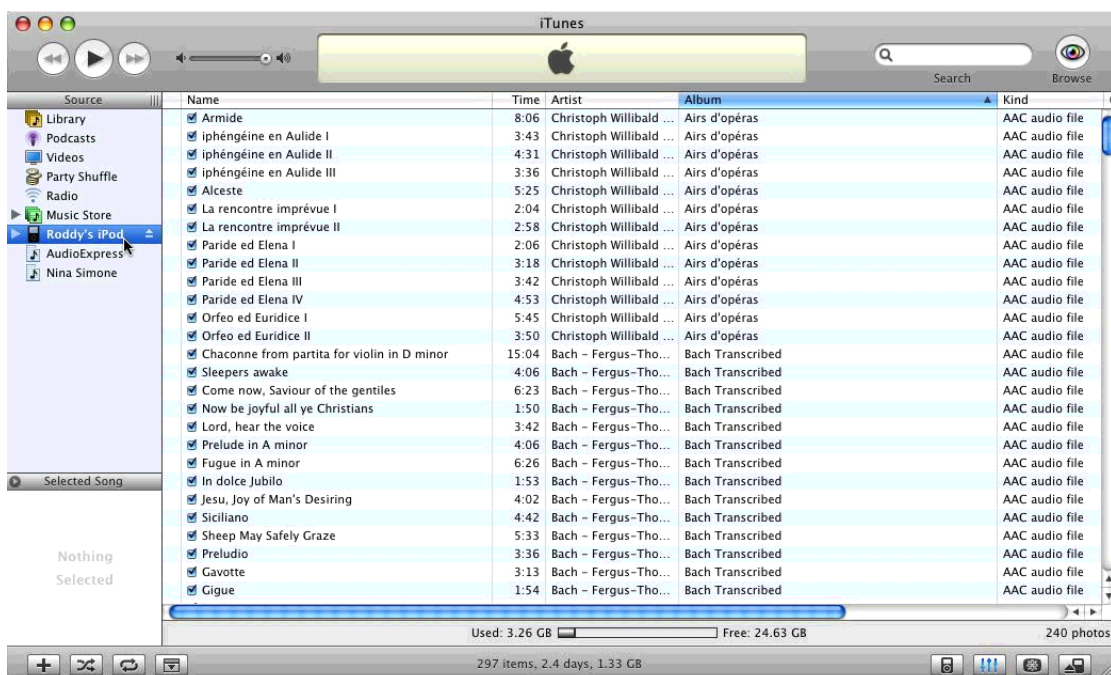 iTunes
Search
Browse
Source
Library
Podcasts
Videos
Party Shuffle
Radio
Music Store
Roddy's iPod
AudioExpress
Nina Simone
Selected Song
Nothing
Selected
Name Time Artist Album Kind
Armide 8:06 Christoph Willibald ... Airs d'opéras AAC audio file
iphéngéine en Aulide I 3:43 Christoph Willibald ... Airs d'opéras AAC audio file
iphéngéine en Aulide II 4:31 Christoph Willibald ... Airs d'opéras AAC audio file
iphéngéine en Aulide III 3:36 Christoph Willibald ... Airs d'opéras AAC audio file
Alceste 5:25 Christoph Willibald ... Airs d'opéras AAC audio file
La rencontre imprévue I 2:04 Christoph Willibald ... Airs d'opéras AAC audio file
La rencontre imprévue II 2:58 Christoph Willibald ... Airs d'opéras AAC audio file
Paride ed Elena I 2:06 Christoph Willibald ... Airs d'opéras AAC audio file
Paride ed Elena II 3:18 Christoph Willibald ... Airs d'opéras AAC audio file
Paride ed Elena III 3:42 Christoph Willibald ... Airs d'opéras AAC audio file
Paride ed Elena IV 4:53 Christoph Willibald ... Airs d'opéras AAC audio file
Orfeo ed Euridice I 5:45 Christoph Willibald ... Airs d'opéras AAC audio file
Orfeo ed Euridice II 3:50 Christoph Willibald ... Airs d'opéras AAC audio file
Chaconne from partita for violin in D minor 15:04 Bach – Fergus-Tho... Bach Transcribed AAC audio file
Sleepers awake 4:06 Bach – Fergus-Tho... Bach Transcribed AAC audio file
Come now, Saviour of the gentiles 6:23 Bach – Fergus-Tho... Bach Transcribed AAC audio file
Now be joyful all ye Christians 1:50 Bach – Fergus-Tho... Bach Transcribed AAC audio file
Lord, hear the voice 3:42 Bach – Fergus-Tho... Bach Transcribed AAC audio file
Prelude in A minor 4:06 Bach – Fergus-Tho... Bach Transcribed AAC audio file
Fugue in A minor 6:26 Bach – Fergus-Tho... Bach Transcribed AAC audio file
In dolce Jubilo 1:53 Bach – Fergus-Tho... Bach Transcribed AAC audio file
Jesu, Joy of Man's Desiring 4:02 Bach – Fergus-Tho... Bach Transcribed AAC audio file
Siciliano 4:42 Bach – Fergus-Tho... Bach Transcribed AAC audio file
Sheep May Safely Graze 5:33 Bach – Fergus-Tho... Bach Transcribed AAC audio file
Preludio 3:36 Bach – Fergus-Tho... Bach Transcribed AAC audio file
Gavotte 3:13 Bach – Fergus-Tho... Bach Transcribed AAC audio file
Gigue 1:54 Bach – Fergus-Tho... Bach Transcribed AAC audio file
Used: 3.26 GB Free: 24.63 GB 240 photos
297 items, 2.4 days, 1.33 GB